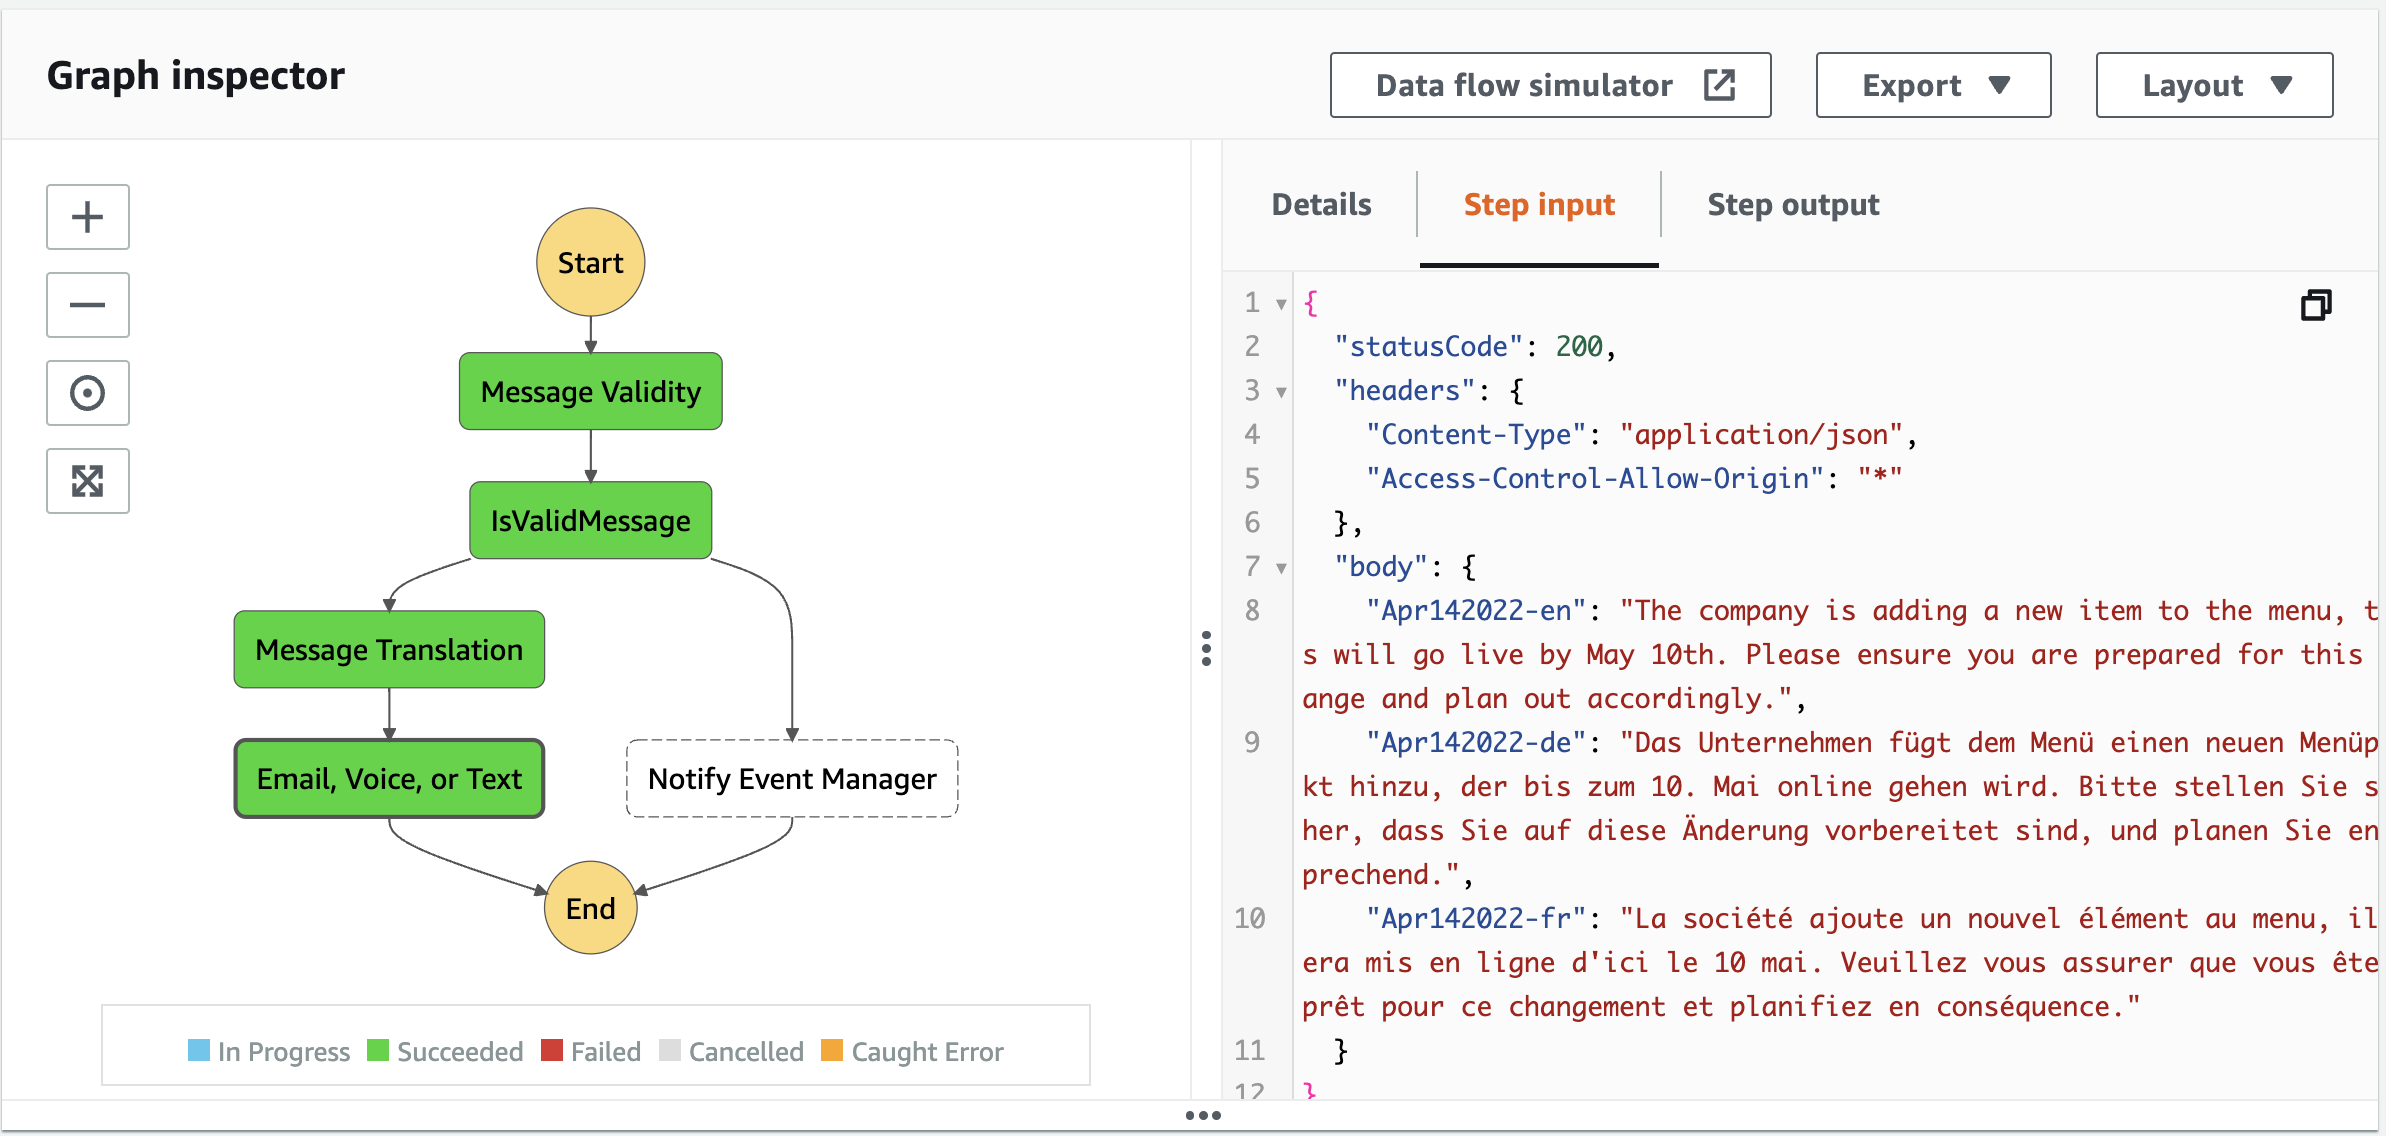 Graph inspector
Data flow simulator
Export
Layout
Start
Message Validity
IsValidMessage
Message Translation
Email, Voice, or Text
Notify Event Manager
End
In Progress Succeeded Failed Cancelled Caught Error
Details
Step input
Step output
1 {
2 "statusCode": 200,
3 "headers": {
4 "Content-Type": "application/json",
5 "Access-Control-Allow-Origin": "*"
6 },
7 "body": {
8 "Apr142022-en": "The company is adding a new item to the menu, t
s will go live by May 10th. Please ensure you are prepared for this
ange and plan out accordingly.",
9 "Apr142022-de": "Das Unternehmen fügt dem Menü einen neuen Menüp
kt hinzu, der bis zum 10. Mai online gehen wird. Bitte stellen Sie s
her, dass Sie auf diese Änderung vorbereitet sind, und planen Sie en
prechend.",
10 "Apr142022-fr": "La société ajoute un nouvel élément au menu, il
era mis en ligne d'ici le 10 mai. Veuillez vous assurer que vous ête
prêt pour ce changement et planifiez en conséquence."
11 }
12 }